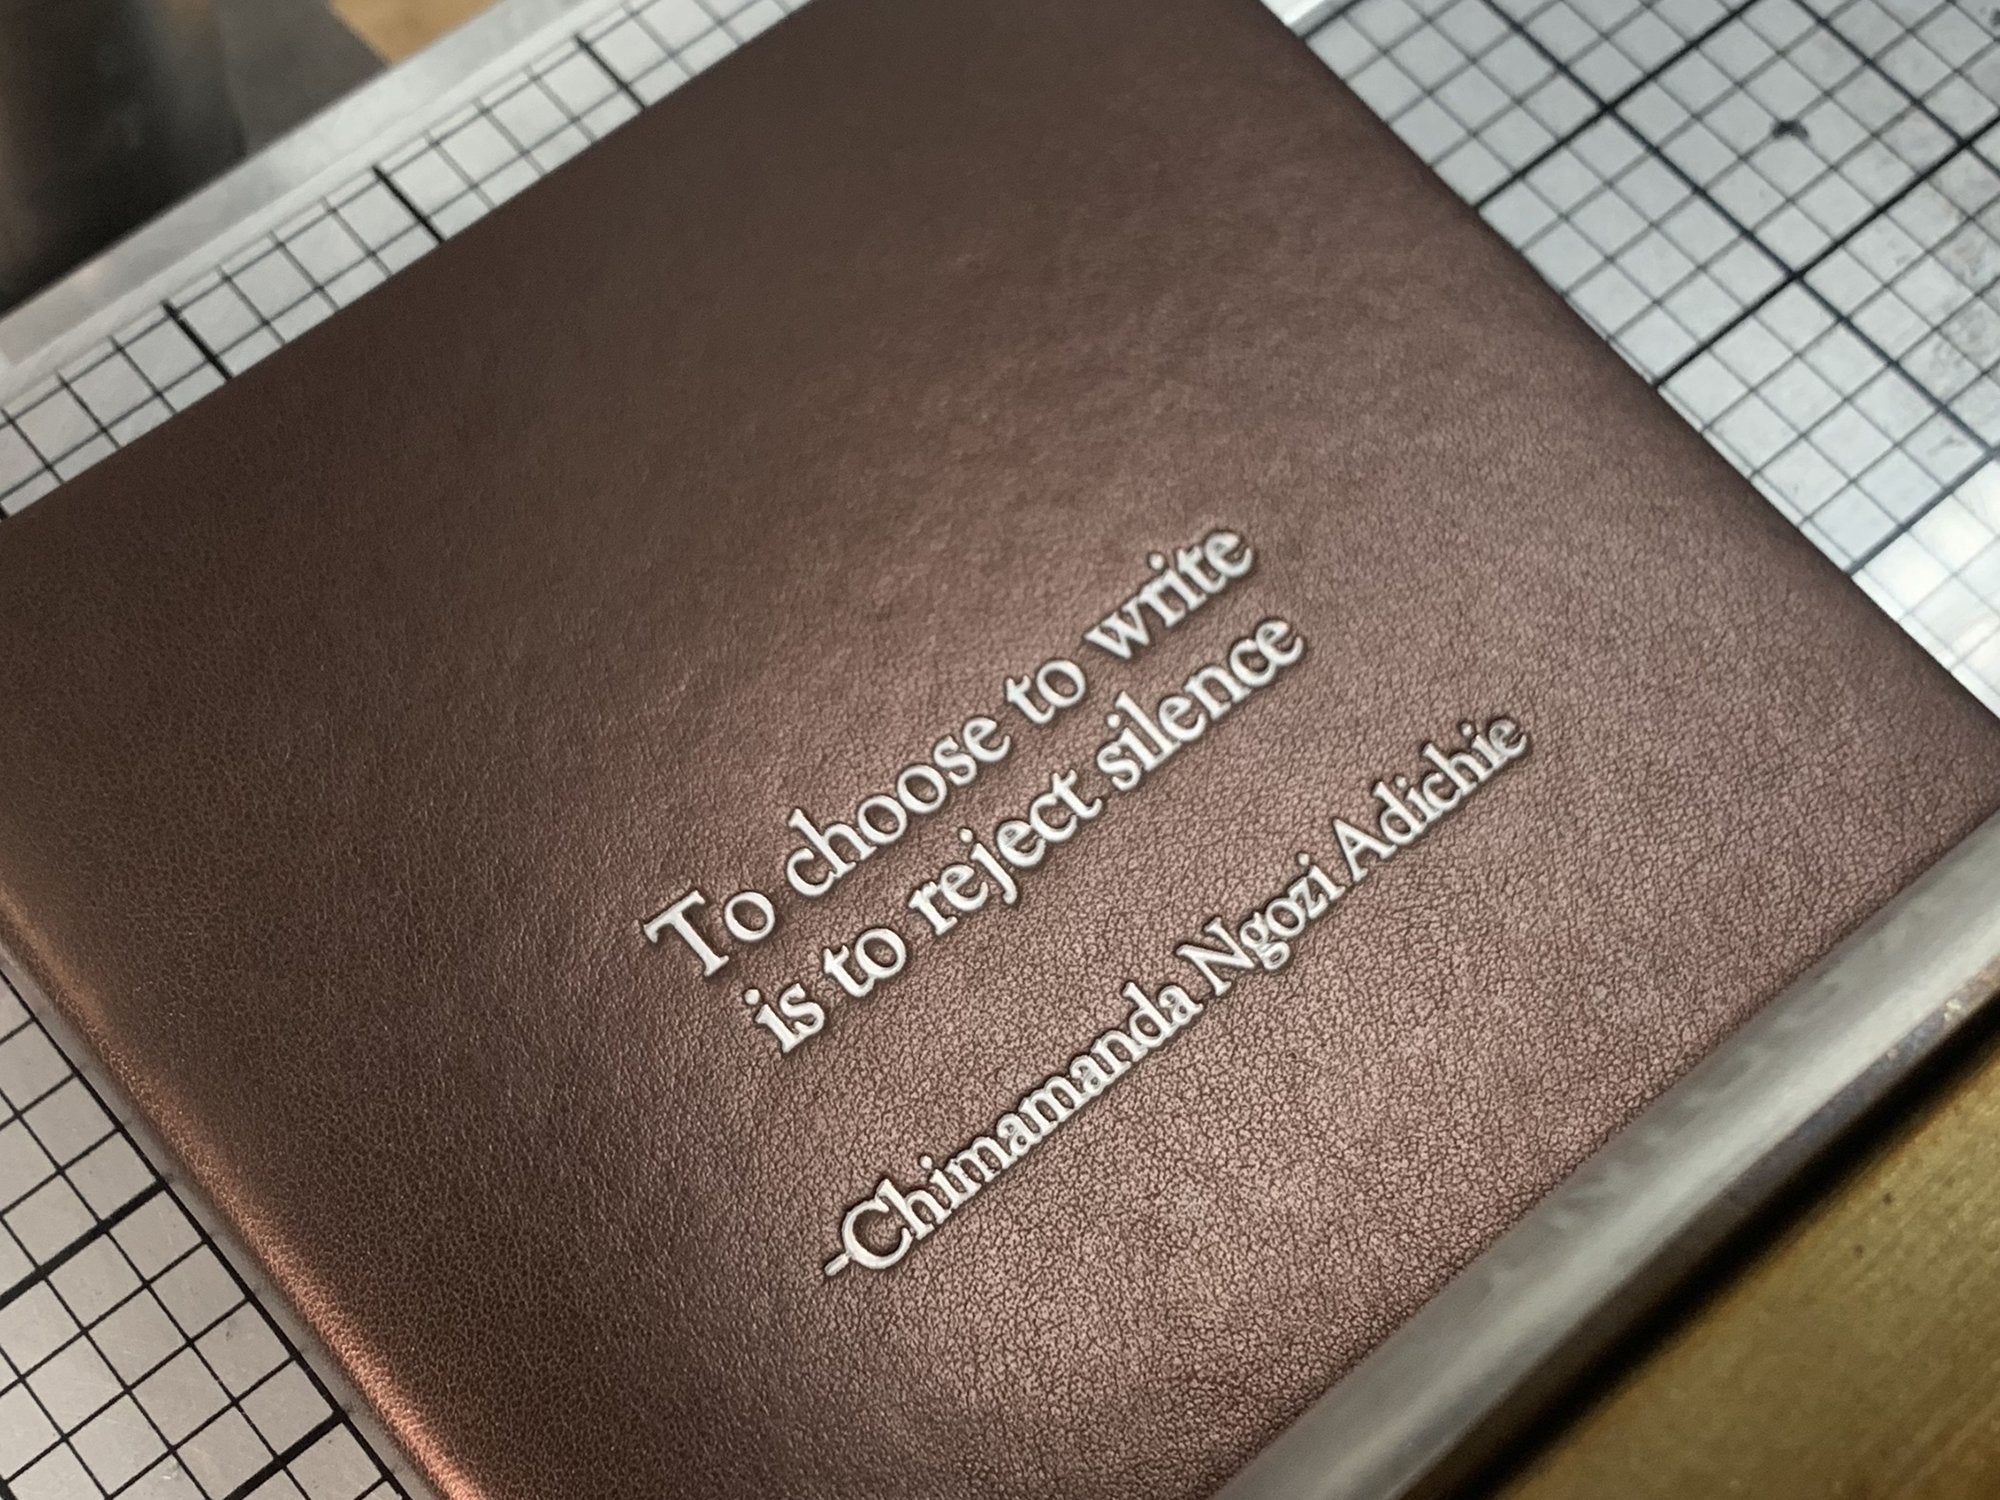 To choose to write
is to reject silence
-Chimamanda Ngozi Adichie